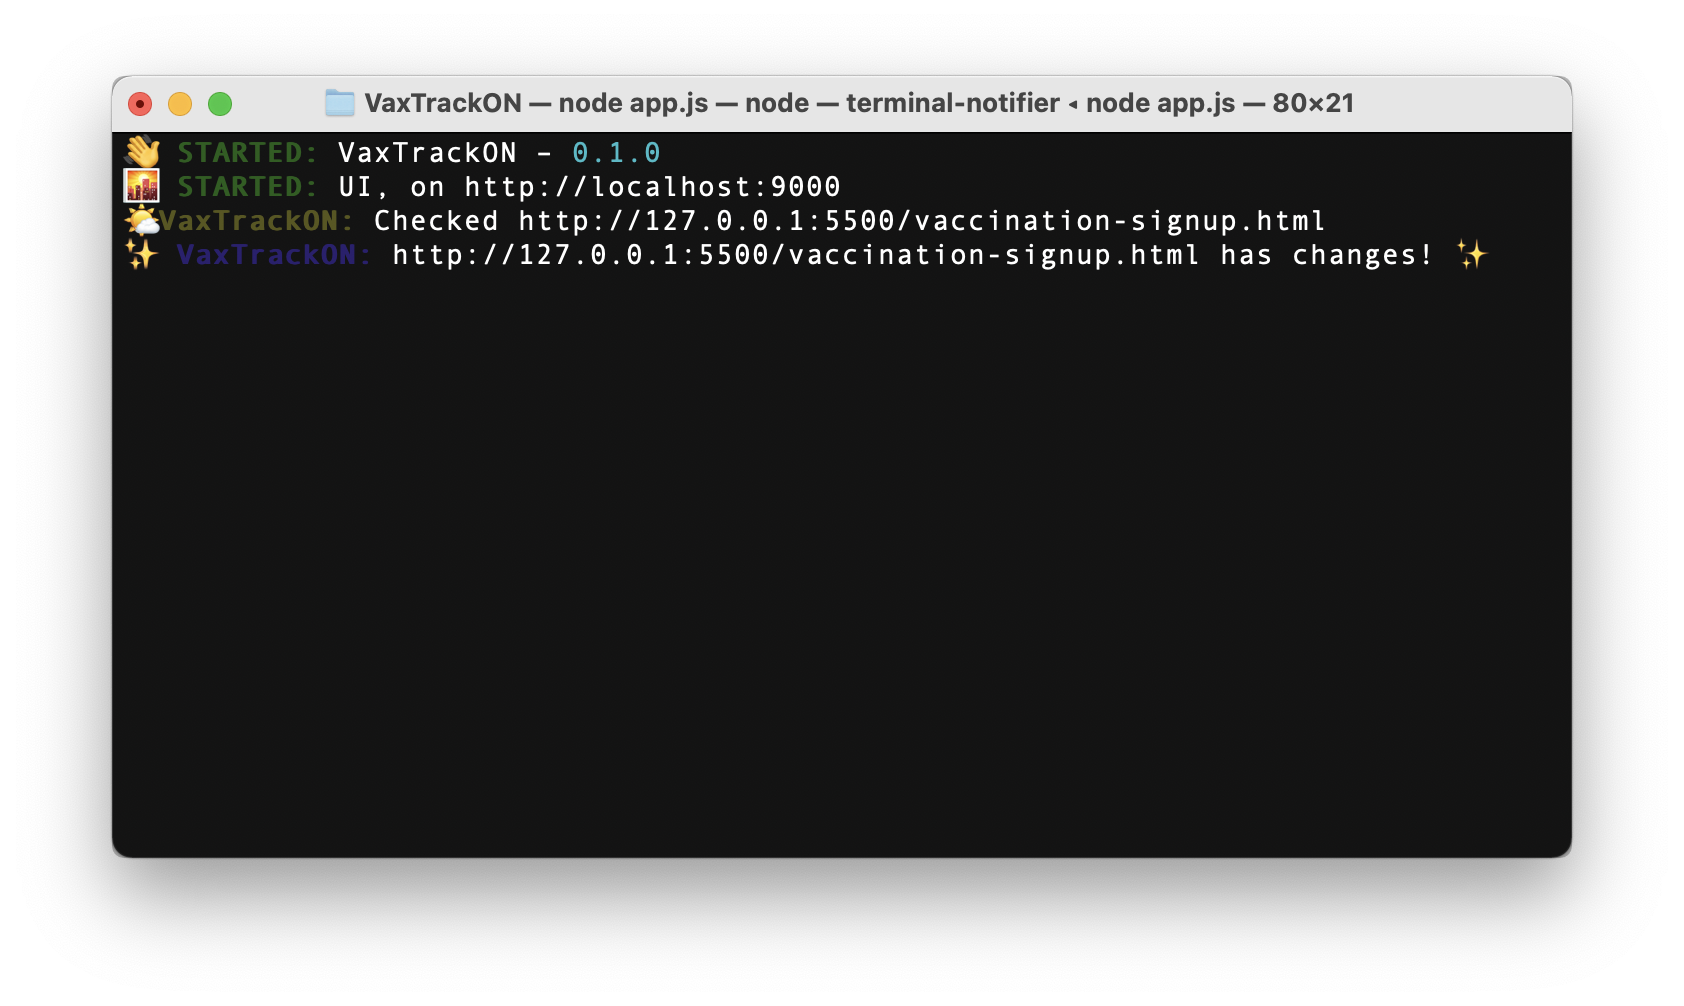 VaxTrackON — node app.js — node — terminal-notifier ◂ node app.js — 80×21
👋 STARTED: VaxTrackON – 0.1.0
🌇 STARTED: UI, on http://localhost:9000
🌤VaxTrackON: Checked http://127.0.0.1:5500/vaccination-signup.html
✨ VaxTrackON: http://127.0.0.1:5500/vaccination-signup.html has changes! ✨